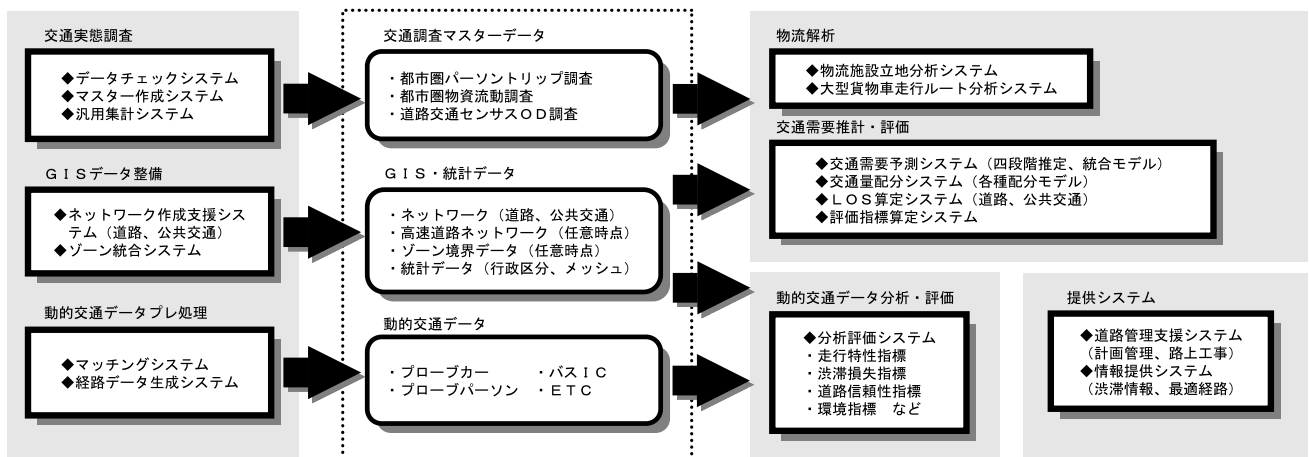 交通実態調査
◆データチェックシステム
◆マスター作成システム
◆汎用集計システム
ＧＩＳデータ整備
◆ネットワーク作成支援シス
テム（道路、公共交通）
◆ゾーン統合システム
動的交通データプレ処理
◆マッチングシステム
◆経路データ生成システム
交通調査マスターデータ
・都市圏パーソントリップ調査
・都市圏物資流動調査
・道路交通センサスＯＤ調査
ＧＩＳ・統計データ
・ネットワーク（道路、公共交通）
・高速道路ネットワーク（任意時点）
・ゾーン境界データ（任意時点）
・統計データ（行政区分、メッシュ）
動的交通データ
・プローブカー　・バスＩＣ
・プローブパーソン　・ＥＴＣ
物流解析
◆物流施設立地分析システム
◆大型貨物車走行ルート分析システム
交通需要推計・評価
◆交通需要予測システム（四段階推定、統合モデル）
◆交通量配分システム（各種配分モデル）
◆ＬＯＳ算定システム（道路、公共交通）
◆評価指標算定システム
動的交通データ分析・評価
◆分析評価システム
・走行特性指標
・渋滞損失指標
・道路信頼性指標
・環境指標　など
提供システム
◆道路管理支援システム
（計画管理、路上工事）
◆情報提供システム
（渋滞情報、最適経路）